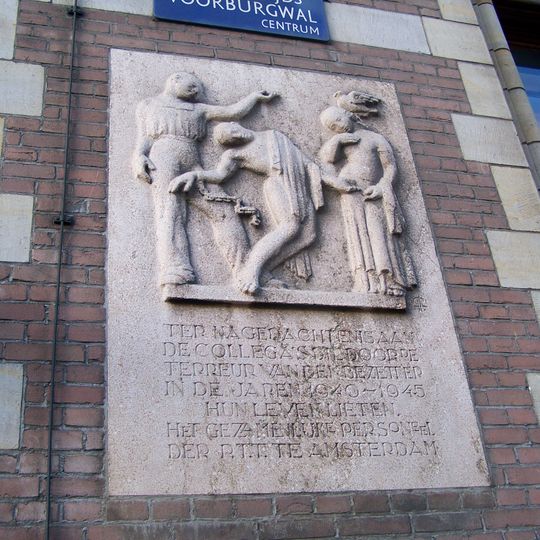 VOORBURGWAL
CENTRUM
TER NAGEDACHTENIS AAN
DE COLLEGA'S DIE DOOR DE
TERREUR VAN DEN BEZETTER
IN DE JAREN 1940-1945
HUN LEVEN LIETEN.
HET GEZAMENLIJKE PERSONEEL
DER P.T.T. TE AMSTERDAM